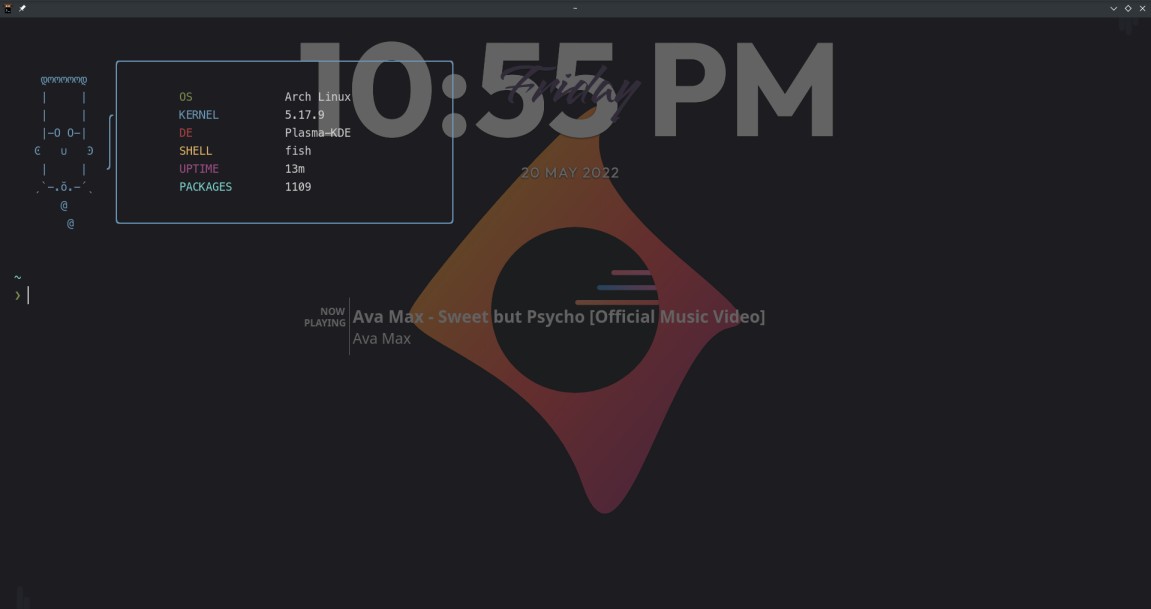 ~
10:55 PM
Friday
20 MAY 2022
OS Arch Linux
KERNEL 5.17.9
DE Plasma-KDE
SHELL fish
UPTIME 13m
PACKAGES 1109
~
❯
NOW PLAYING
Ava Max - Sweet but Psycho [Official Music Video]
Ava Max